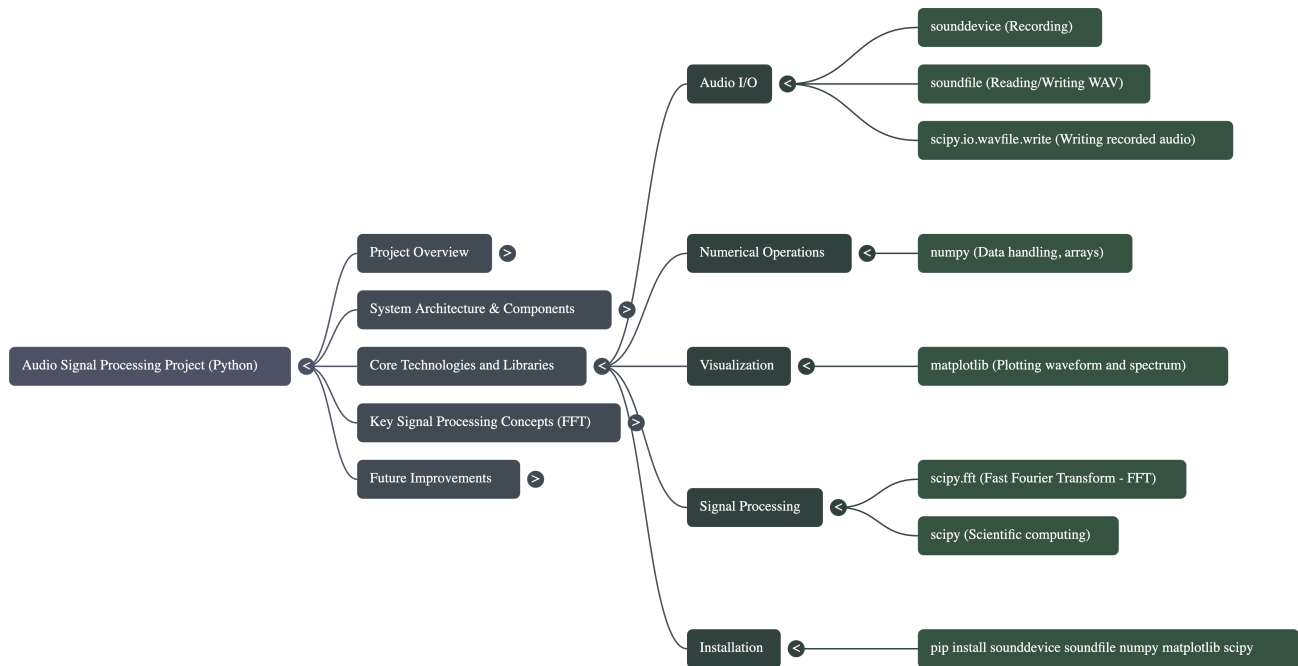 Audio Signal Processing Project (Python)
<
Project Overview
>
System Architecture & Components
>
Core Technologies and Libraries
<
Key Signal Processing Concepts (FFT)
>
Future Improvements
>
Audio I/O
<
sounddevice (Recording)
soundfile (Reading/Writing WAV)
scipy.io.wavfile.write (Writing recorded audio)
Numerical Operations
<
numpy (Data handling, arrays)
Visualization
<
matplotlib (Plotting waveform and spectrum)
Signal Processing
<
scipy.fft (Fast Fourier Transform - FFT)
scipy (Scientific computing)
Installation
<
pip install sounddevice soundfile numpy matplotlib scipy